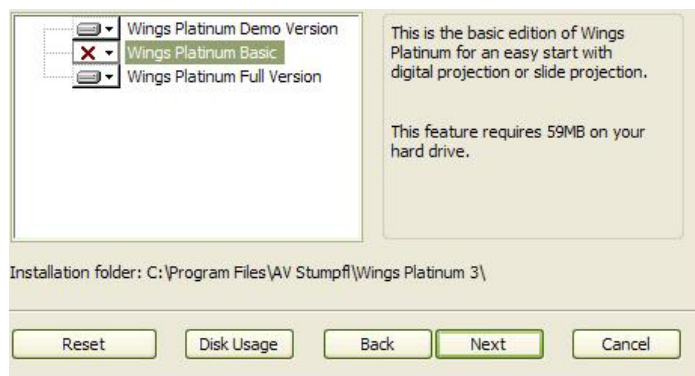 Wings Platinum Demo Version
Wings Platinum Basic
Wings Platinum Full Version
This is the basic edition of Wings
Platinum for an easy start with
digital projection or slide projection.
This feature requires 59MB on your
hard drive.
Installation folder: C:\Program Files\AV Stumpfl\Wings Platinum 3\
Reset Disk Usage Back Next Cancel